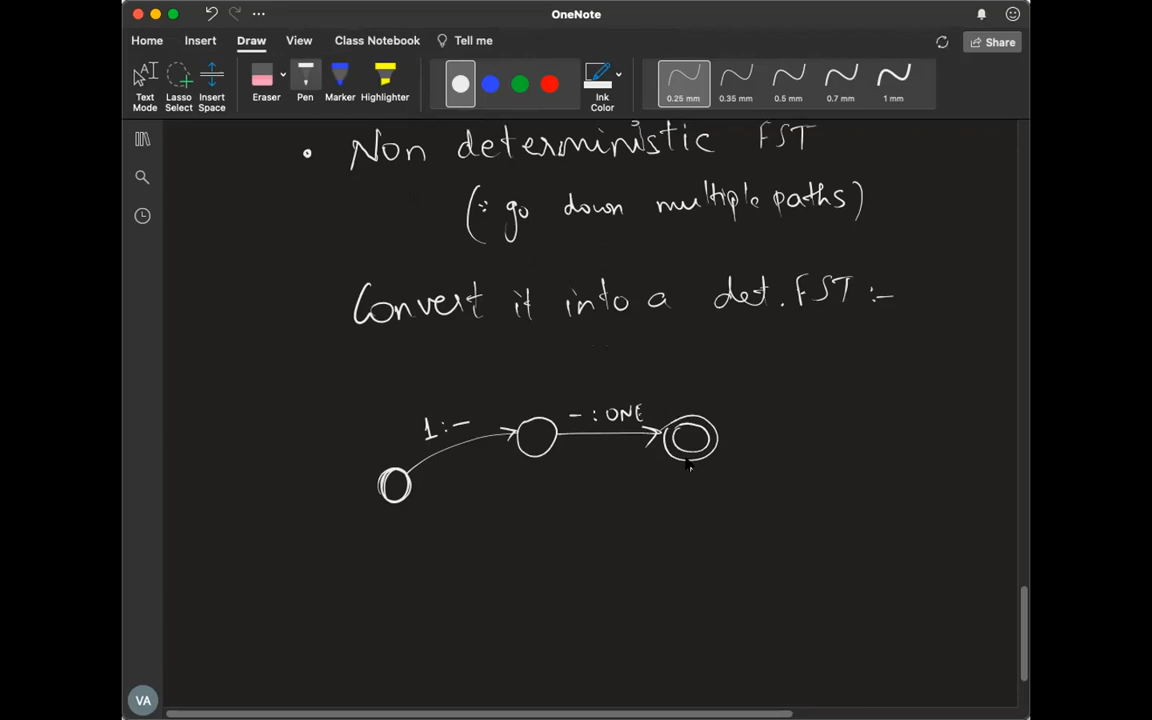 OneNote
Home Insert Draw View Class Notebook Tell me
Share
Text Mode
Lasso Select
Insert Space
Eraser
Pen
Marker
Highlighter
Ink Color
0.25 mm
0.35 mm
0.5 mm
0.7 mm
1 mm
• Non deterministic FST
(∵ go down multiple paths)
Convert it into a det. FST :-
1:-
- : ONE
VA